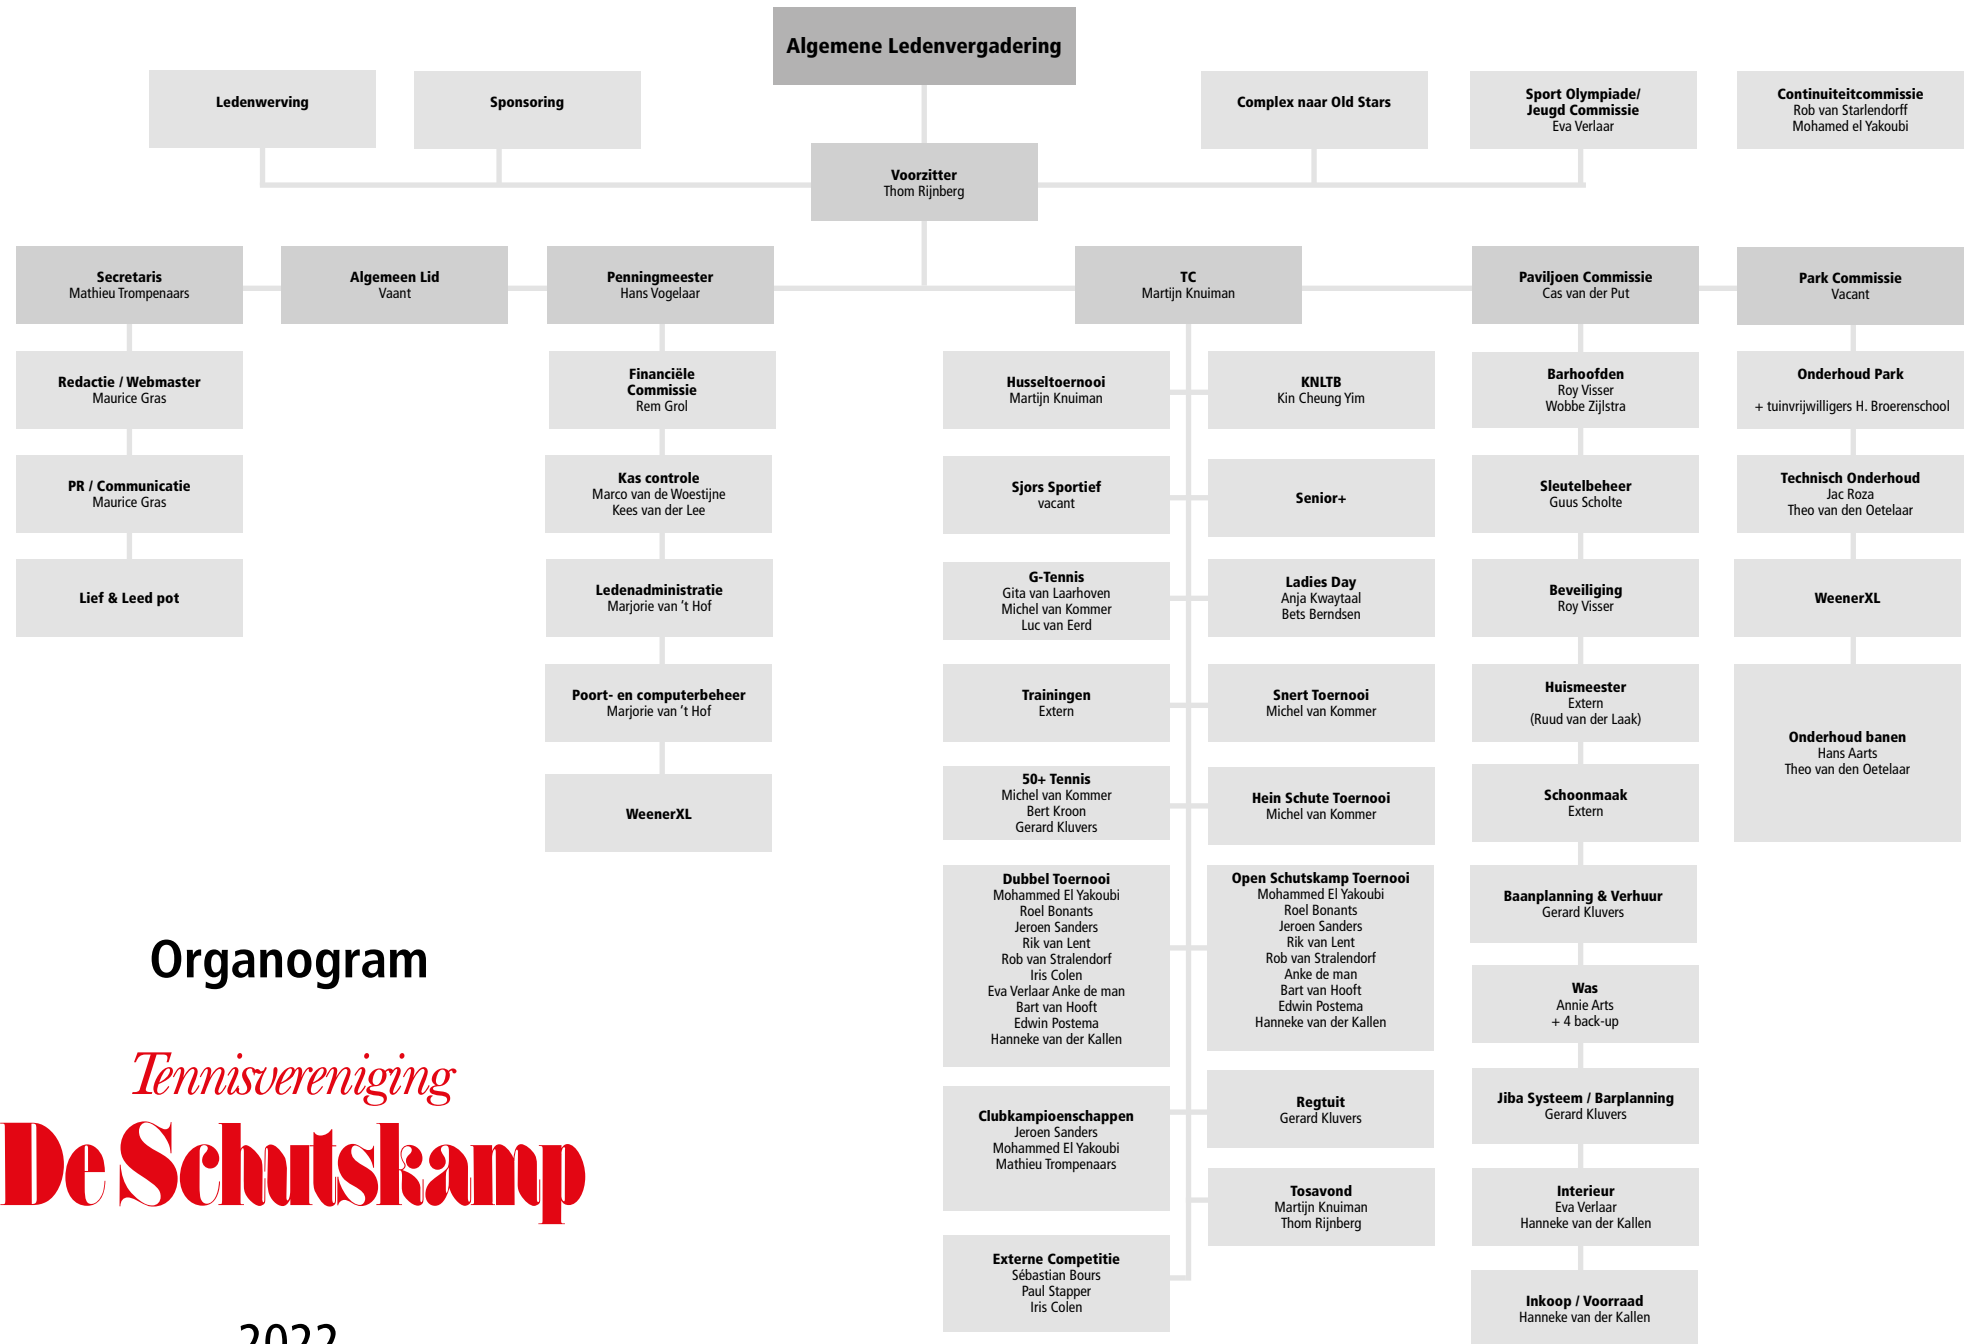 Algemene Ledenvergadering
Ledenwerving
Sponsoring
Complex naar Old Stars
Sport Olympiade/
Jeugd Commissie
Eva Verlaar
Continuiteitcommissie
Rob van Starlendorff
Mohamed el Yakoubi
Voorzitter
Thom Rijnberg
Secretaris
Mathieu Trompenaars
Algemeen Lid
Vaant
Penningmeester
Hans Vogelaar
TC
Martijn Knuiman
Paviljoen Commissie
Cas van der Put
Park Commissie
Vacant
Redactie / Webmaster
Maurice Gras
PR / Communicatie
Maurice Gras
Lief & Leed pot
Financiële
Commissie
Rem Grol
Kas controle
Marco van de Woestijne
Kees van der Lee
Ledenadministratie
Marjorie van ’t Hof
Poort- en computerbeheer
Marjorie van ’t Hof
WeenerXL
Husseltoernooi
Martijn Knuiman
KNLTB
Kin Cheung Yim
Sjors Sportief
vacant
Senior+
G-Tennis
Gita van Laarhoven
Michel van Kommer
Luc van Eerd
Ladies Day
Anja Kwaytaal
Bets Berndsen
Trainingen
Extern
Snert Toernooi
Michel van Kommer
50+ Tennis
Michel van Kommer
Bert Kroon
Gerard Kluvers
Hein Schute Toernooi
Michel van Kommer
Dubbel Toernooi
Mohammed El Yakoubi
Roel Bonants
Jeroen Sanders
Rik van Lent
Rob van Stralendorf
Iris Colen
Eva Verlaar Anke de man
Bart van Hooft
Edwin Postema
Hanneke van der Kallen
Open Schutskamp Toernooi
Mohammed El Yakoubi
Roel Bonants
Jeroen Sanders
Rik van Lent
Rob van Stralendorf
Anke de man
Bart van Hooft
Edwin Postema
Hanneke van der Kallen
Clubkampioenschappen
Jeroen Sanders
Mohammed El Yakoubi
Mathieu Trompenaars
Regtuit
Gerard Kluvers
Tosavond
Martijn Knuiman
Thom Rijnberg
Externe Competitie
Sébastian Bours
Paul Stapper
Iris Colen
Barhoofden
Roy Visser
Wobbe Zijlstra
Sleutelbeheer
Guus Scholte
Beveiliging
Roy Visser
Huismeester
Extern
(Ruud van der Laak)
Schoonmaak
Extern
Baanplanning & Verhuur
Gerard Kluvers
Was
Annie Arts
+ 4 back-up
Jiba Systeem / Barplanning
Gerard Kluvers
Interieur
Eva Verlaar
Hanneke van der Kallen
Inkoop / Voorraad
Hanneke van der Kallen
Onderhoud Park
+ tuinvrijwilligers H. Broerenschool
Technisch Onderhoud
Jac Roza
Theo van den Oetelaar
WeenerXL
Onderhoud banen
Hans Aarts
Theo van den Oetelaar
Organogram
Tennisvereniging
De Schutskamp
2022